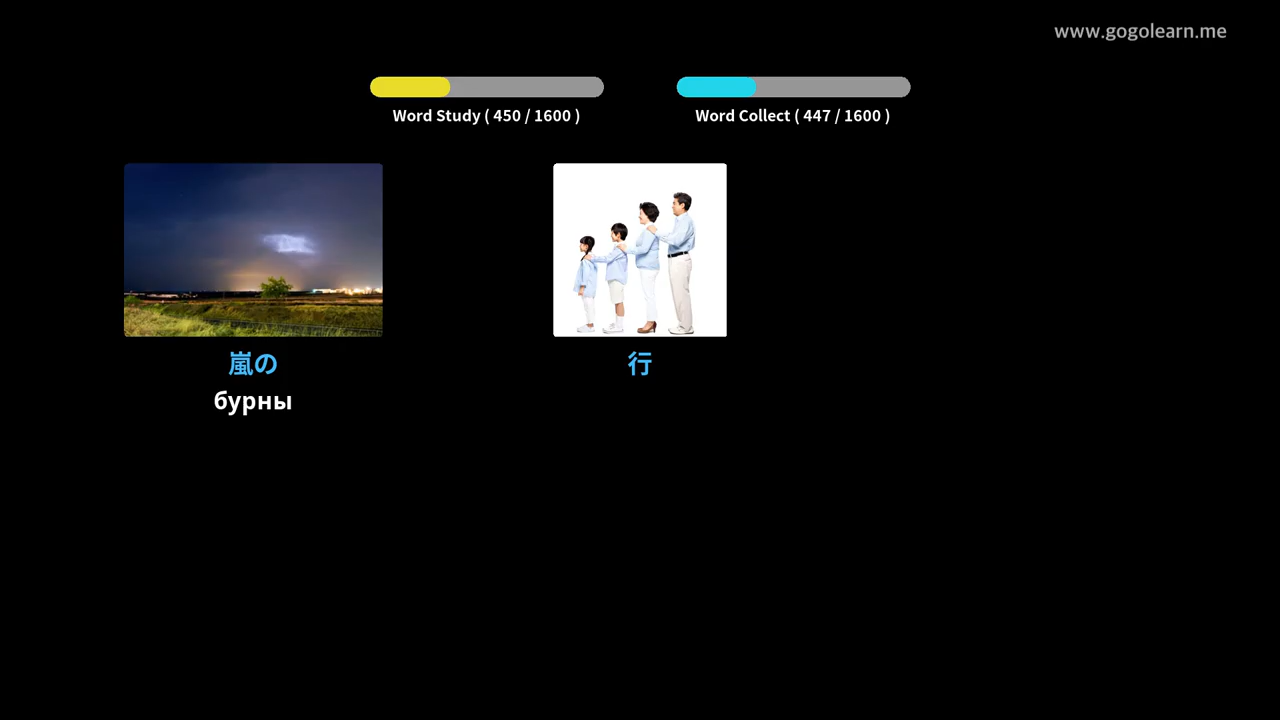 www.gogolearn.me
Word Study ( 450 / 1600 )
Word Collect ( 447 / 1600 )
嵐の
бурны
行